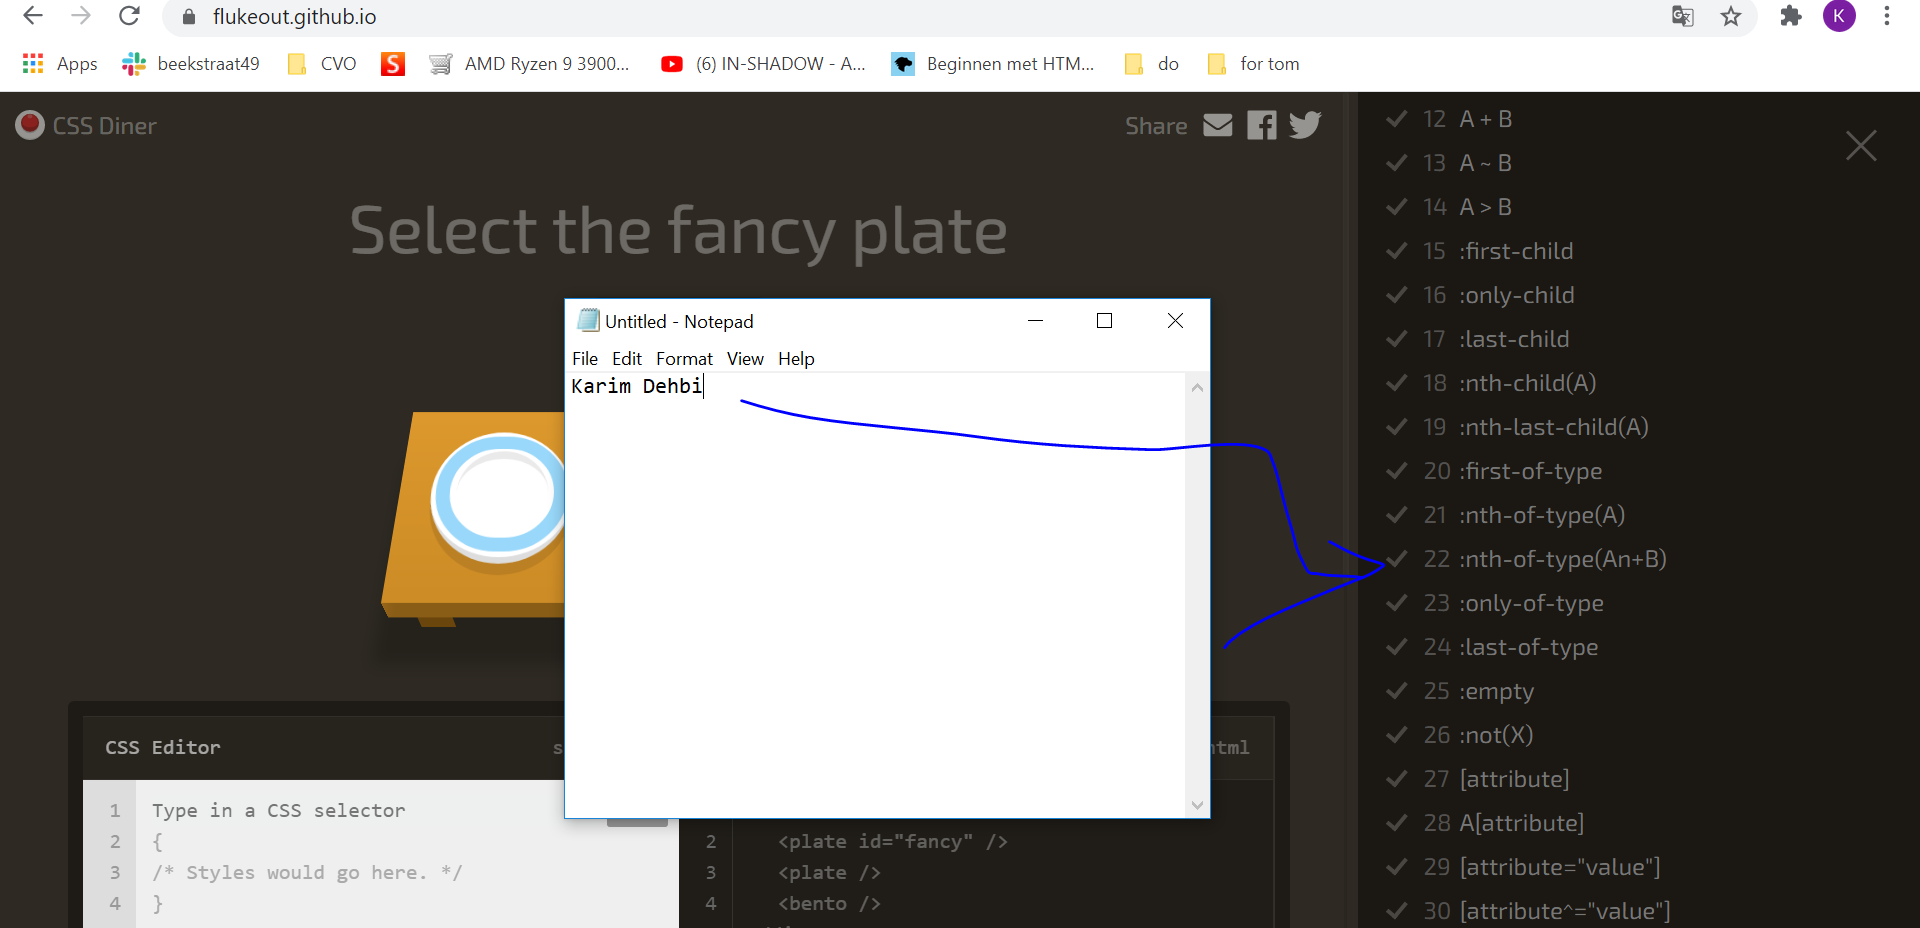 flukeout.github.io
K
Apps
beekstraat49
CVO
S
AMD Ryzen 9 3900...
(6) IN-SHADOW - A...
Beginnen met HTM...
do
for tom
CSS Diner
Share
Select the fancy plate
Untitled - Notepad
File Edit Format View Help
Karim Dehbi
CSS Editor
1 Type in a CSS selector
2 {
3 /* Styles would go here. */
4 }
2 <plate id="fancy" />
3 <plate />
4 <bento />
12 A + B
13 A ~ B
14 A > B
15 :first-child
16 :only-child
17 :last-child
18 :nth-child(A)
19 :nth-last-child(A)
20 :first-of-type
21 :nth-of-type(A)
22 :nth-of-type(An+B)
23 :only-of-type
24 :last-of-type
25 :empty
26 :not(X)
27 [attribute]
28 A[attribute]
29 [attribute="value"]
30 [attribute^="value"]